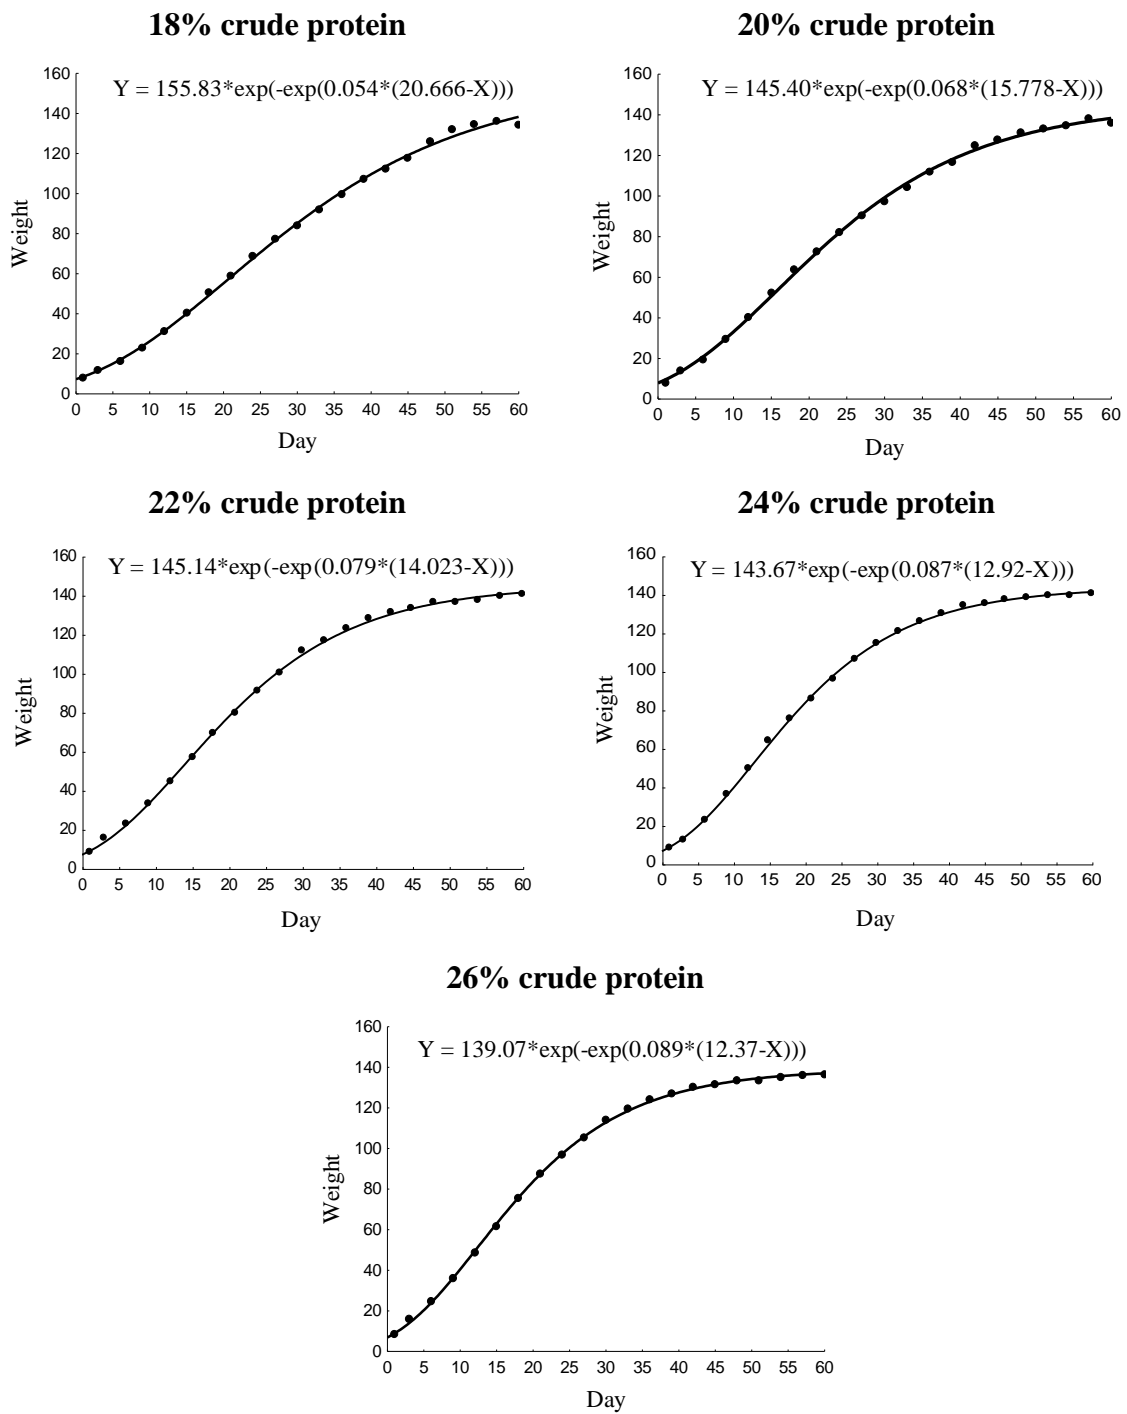 18% crude protein
20% crude protein
Y = 155.83*exp(-exp(0.054*(20.666-X)))
Y = 145.40*exp(-exp(0.068*(15.778-X)))
160
140
120
100
80
60
40
20
0
Weight
0 5 10 15 20 25 30 35 40 45 50 55 60
Day
160
140
120
100
80
60
40
20
0
Weight
0 5 10 15 20 25 30 35 40 45 50 55 60
Day
22% crude protein
24% crude protein
Y = 145.14*exp(-exp(0.079*(14.023-X)))
Y = 143.67*exp(-exp(0.087*(12.92-X)))
160
140
120
100
80
60
40
20
0
Weight
0 5 10 15 20 25 30 35 40 45 50 55 60
Day
160
140
120
100
80
60
40
20
0
Weight
0 5 10 15 20 25 30 35 40 45 50 55 60
Day
26% crude protein
Y = 139.07*exp(-exp(0.089*(12.37-X)))
160
140
120
100
80
60
40
20
0
Weight
0 5 10 15 20 25 30 35 40 45 50 55 60
Day